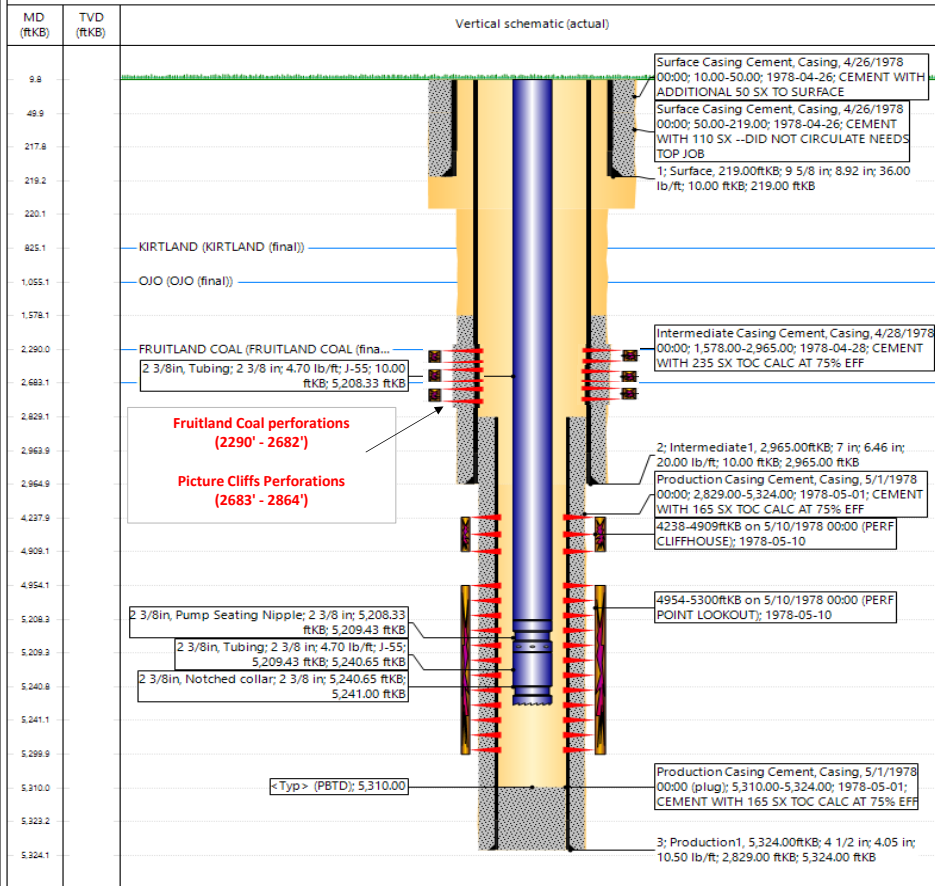 MD
(ftKB)
TVD
(ftKB)
Vertical schematic (actual)
9.8
49.9
217.8
219.2
220.1
825.1
1,055.1
1,578.1
2,290.0
2,683.1
2,829.1
2,963.9
2,964.9
4,237.9
4,909.1
4,954.1
5,208.3
5,209.3
5,240.8
5,241.1
5,299.9
5,310.0
5,323.2
5,324.1
KIRTLAND (KIRTLAND (final))
OJO (OJO (final))
FRUITLAND COAL (FRUITLAND COAL (fina...
2 3/8in, Tubing; 2 3/8 in; 4.70 lb/ft; J-55; 10.00
ftKB; 5,208.33 ftKB
Fruitland Coal perforations
(2290' - 2682')
Picture Cliffs Perforations
(2683' - 2864')
2 3/8in, Pump Seating Nipple; 2 3/8 in; 5,208.33
ftKB; 5,209.43 ftKB
2 3/8in, Tubing; 2 3/8 in; 4.70 lb/ft; J-55;
5,209.43 ftKB; 5,240.65 ftKB
2 3/8in, Notched collar; 2 3/8 in; 5,240.65 ftKB;
5,241.00 ftKB
<Typ> (PBTD); 5,310.00
Surface Casing Cement, Casing, 4/26/1978
00:00; 10.00-50.00; 1978-04-26; CEMENT WITH
ADDITIONAL 50 SX TO SURFACE
Surface Casing Cement, Casing, 4/26/1978
00:00; 50.00-219.00; 1978-04-26; CEMENT
WITH 110 SX --DID NOT CIRCULATE NEEDS
TOP JOB
1; Surface, 219.00ftKB; 9 5/8 in; 8.92 in; 36.00
lb/ft; 10.00 ftKB; 219.00 ftKB
Intermediate Casing Cement, Casing, 4/28/1978
00:00; 1,578.00-2,965.00; 1978-04-28; CEMENT
WITH 235 SX TOC CALC AT 75% EFF
2; Intermediate1, 2,965.00ftKB; 7 in; 6.46 in;
20.00 lb/ft; 10.00 ftKB; 2,965.00 ftKB
Production Casing Cement, Casing, 5/1/1978
00:00; 2,829.00-5,324.00; 1978-05-01; CEMENT
WITH 165 SX TOC CALC AT 75% EFF
4238-4909ftKB on 5/10/1978 00:00 (PERF
CLIFFHOUSE); 1978-05-10
4954-5300ftKB on 5/10/1978 00:00 (PERF
POINT LOOKOUT); 1978-05-10
Production Casing Cement, Casing, 5/1/1978
00:00 (plug); 5,310.00-5,324.00; 1978-05-01;
CEMENT WITH 165 SX TOC CALC AT 75% EFF
3; Production1, 5,324.00ftKB; 4 1/2 in; 4.05 in;
10.50 lb/ft; 2,829.00 ftKB; 5,324.00 ftKB